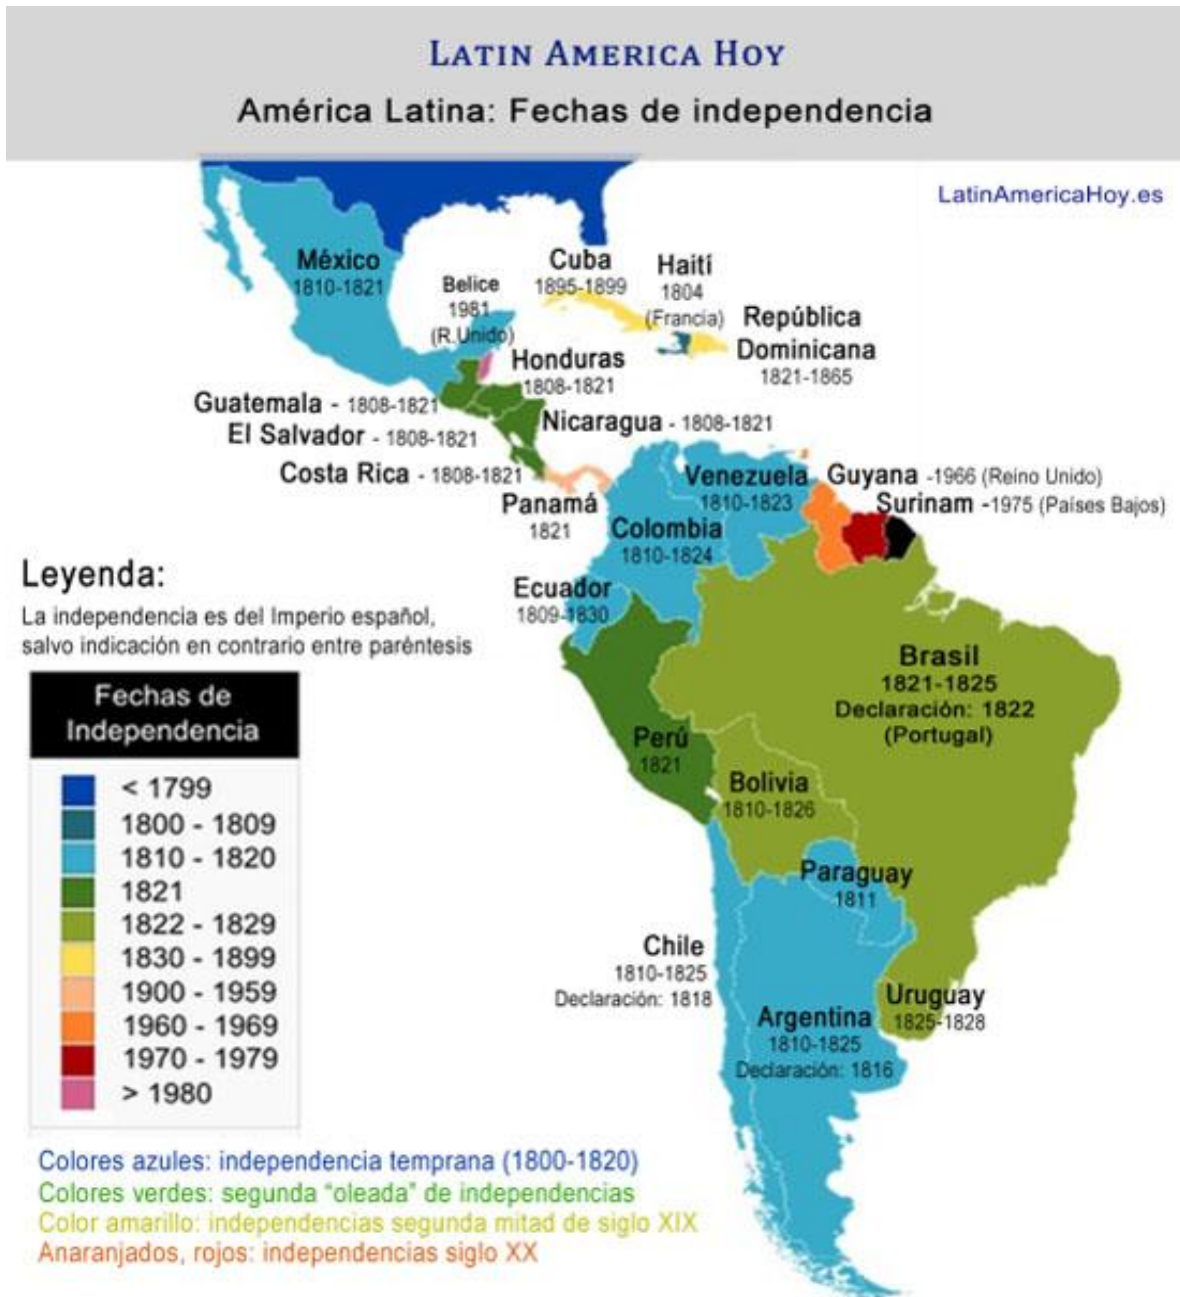 LATIN AMERICA HOY
América Latina: Fechas de independencia
LatinAmericaHoy.es
México
1810-1821
Belice
1981
(R.Unido)
Cuba
1895-1899
Haití
1804
(Francia)
República
Dominicana
1821-1865
Honduras
1808-1821
Guatemala - 1808-1821
El Salvador - 1808-1821
Nicaragua - 1808-1821
Costa Rica - 1808-1821
Panamá
1821
Venezuela
1810-1823
Guyana -1966 (Reino Unido)
Surinam -1975 (Países Bajos)
Colombia
1810-1824
Ecuador
1809-1830
Brasil
1821-1825
Declaración: 1822
(Portugal)
Perú
1821
Bolivia
1810-1826
Paraguay
1811
Chile
1810-1825
Declaración: 1818
Uruguay
1825-1828
Argentina
1810-1825
Declaración: 1816
Leyenda:
La independencia es del Imperio español,
salvo indicación en contrario entre paréntesis
Fechas de
Independencia
< 1799
1800 - 1809
1810 - 1820
1821
1822 - 1829
1830 - 1899
1900 - 1959
1960 - 1969
1970 - 1979
> 1980
Colores azules: independencia temprana (1800-1820)
Colores verdes: segunda “oleada” de independencias
Color amarillo: independencias segunda mitad de siglo XIX
Anaranjados, rojos: independencias siglo XX